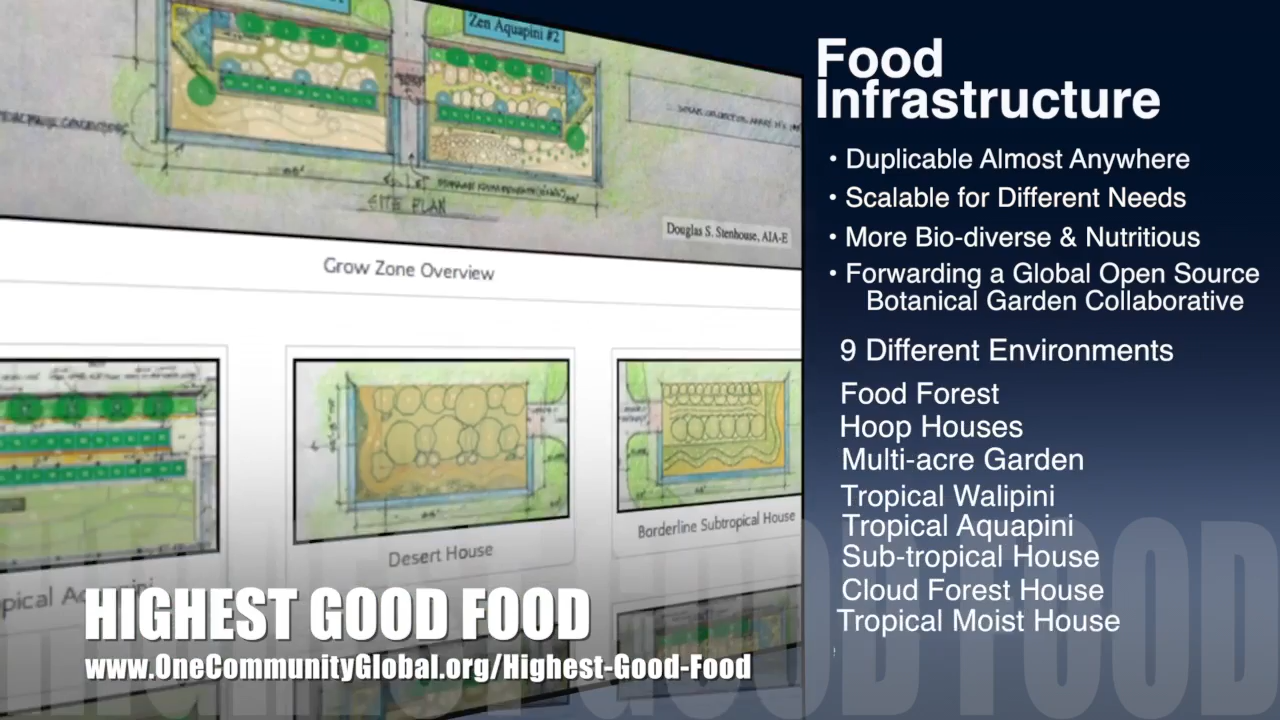 Zen Aquapini #2
SITE PLAN
Douglas S. Stenhouse, AIA-E
Grow Zone Overview
Desert House
Borderline Subtropical House
HIGHEST GOOD FOOD
www.OneCommunityGlobal.org/Highest-Good-Food
Food
Infrastructure
• Duplicable Almost Anywhere
• Scalable for Different Needs
• More Bio-diverse & Nutritious
• Forwarding a Global Open Source
Botanical Garden Collaborative
9 Different Environments
Food Forest
Hoop Houses
Multi-acre Garden
Tropical Walipini
Tropical Aquapini
Sub-tropical House
Cloud Forest House
Tropical Moist House
HIGHEST GOOD FOOD